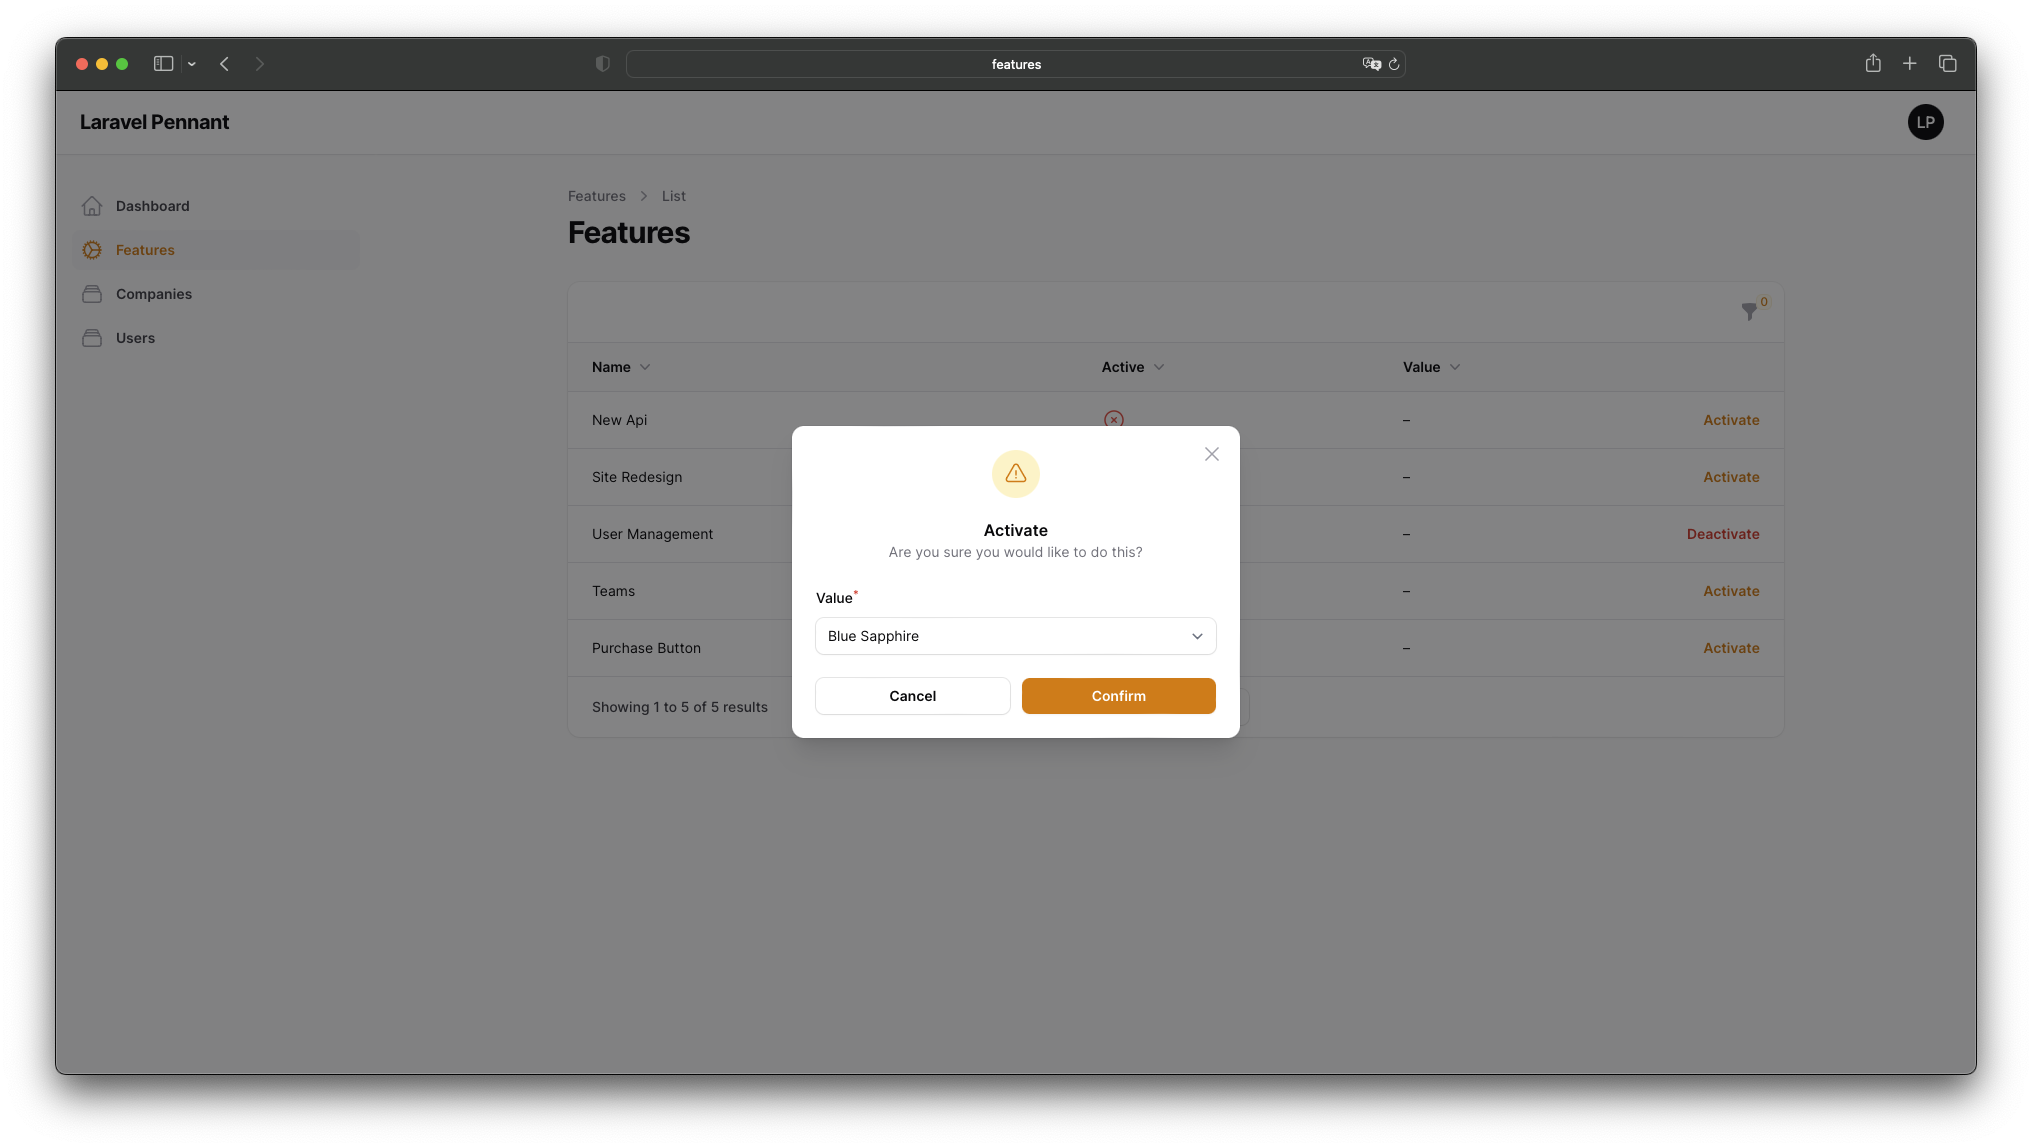 features
Laravel Pennant
LP
Dashboard
Features
Companies
Users
Features > List
Features
0
Name Active Value
New Api – Activate
Site Redesign – Activate
User Management – Deactivate
Teams – Activate
Purchase Button – Activate
Showing 1 to 5 of 5 results
Activate
Are you sure you would like to do this?
Value*
Blue Sapphire
Cancel Confirm